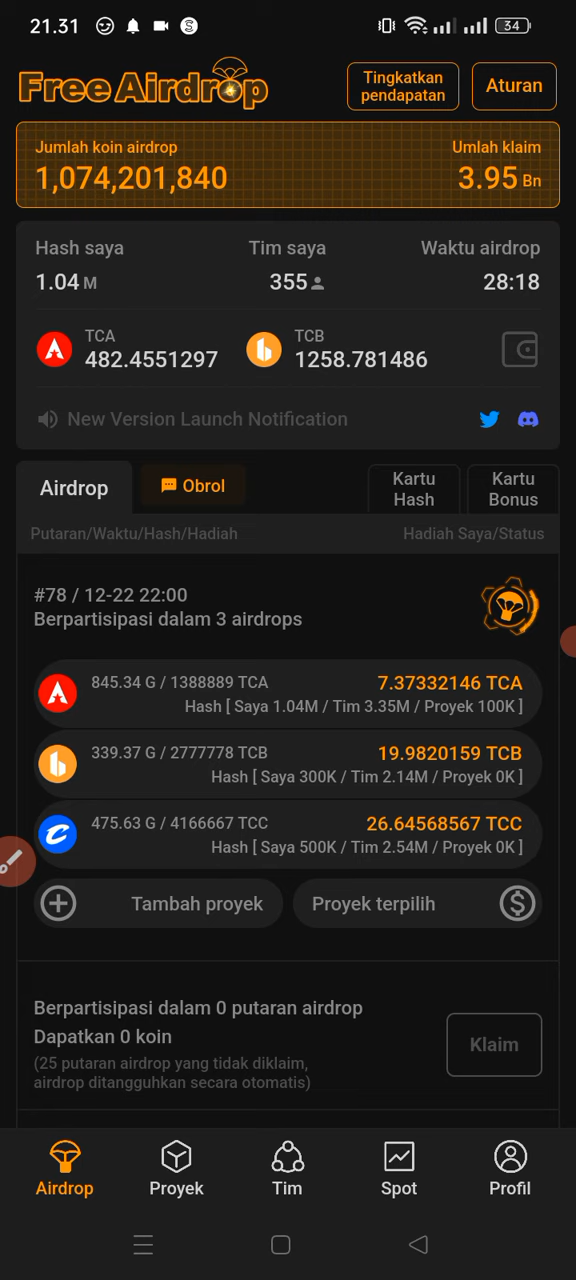 21.31
34
Free Airdrop
Tingkatkan
pendapatan
Aturan
Jumlah koin airdrop
Umlah klaim
1,074,201,840
3.95 Bn
Hash saya
Tim saya
Waktu airdrop
1.04 M
355
28:18
TCA
482.4551297
TCB
1258.781486
New Version Launch Notification
Airdrop
Obrol
Kartu
Hash
Kartu
Bonus
Putaran/Waktu/Hash/Hadiah
Hadiah Saya/Status
#78 / 12-22 22:00
Berpartisipasi dalam 3 airdrops
845.34 G / 1388889 TCA
7.37332146 TCA
Hash [ Saya 1.04M / Tim 3.35M / Proyek 100K ]
339.37 G / 2777778 TCB
19.9820159 TCB
Hash [ Saya 300K / Tim 2.14M / Proyek 0K ]
475.63 G / 4166667 TCC
26.64568567 TCC
Hash [ Saya 500K / Tim 2.54M / Proyek 0K ]
Tambah proyek
Proyek terpilih
Berpartisipasi dalam 0 putaran airdrop
Dapatkan 0 koin
(25 putaran airdrop yang tidak diklaim,
airdrop ditangguhkan secara otomatis)
Klaim
Airdrop
Proyek
Tim
Spot
Profil